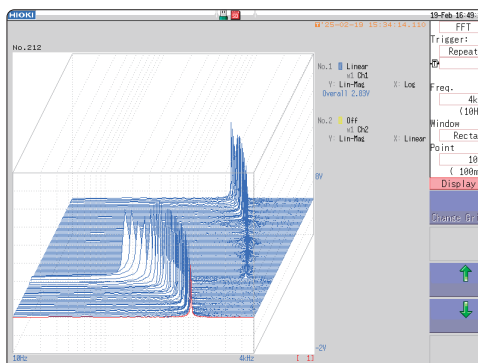 HIOKI
19-Feb 16:49
'25-02-19 15:34:14.110
FFT
No.212
Trigger:
Repeat
No.1 Linear
w1 Ch1
Y: Lin-Mag X: Log
Overall 2.83V
Freq.
4k
(10H
No.2 Off
w1 Ch2
Y: Lin-Mag X: Linear
Window
Recta
Point
10
( 100m
8V
Display
Change Gr
-2V
10Hz
4kHz
[ 1]